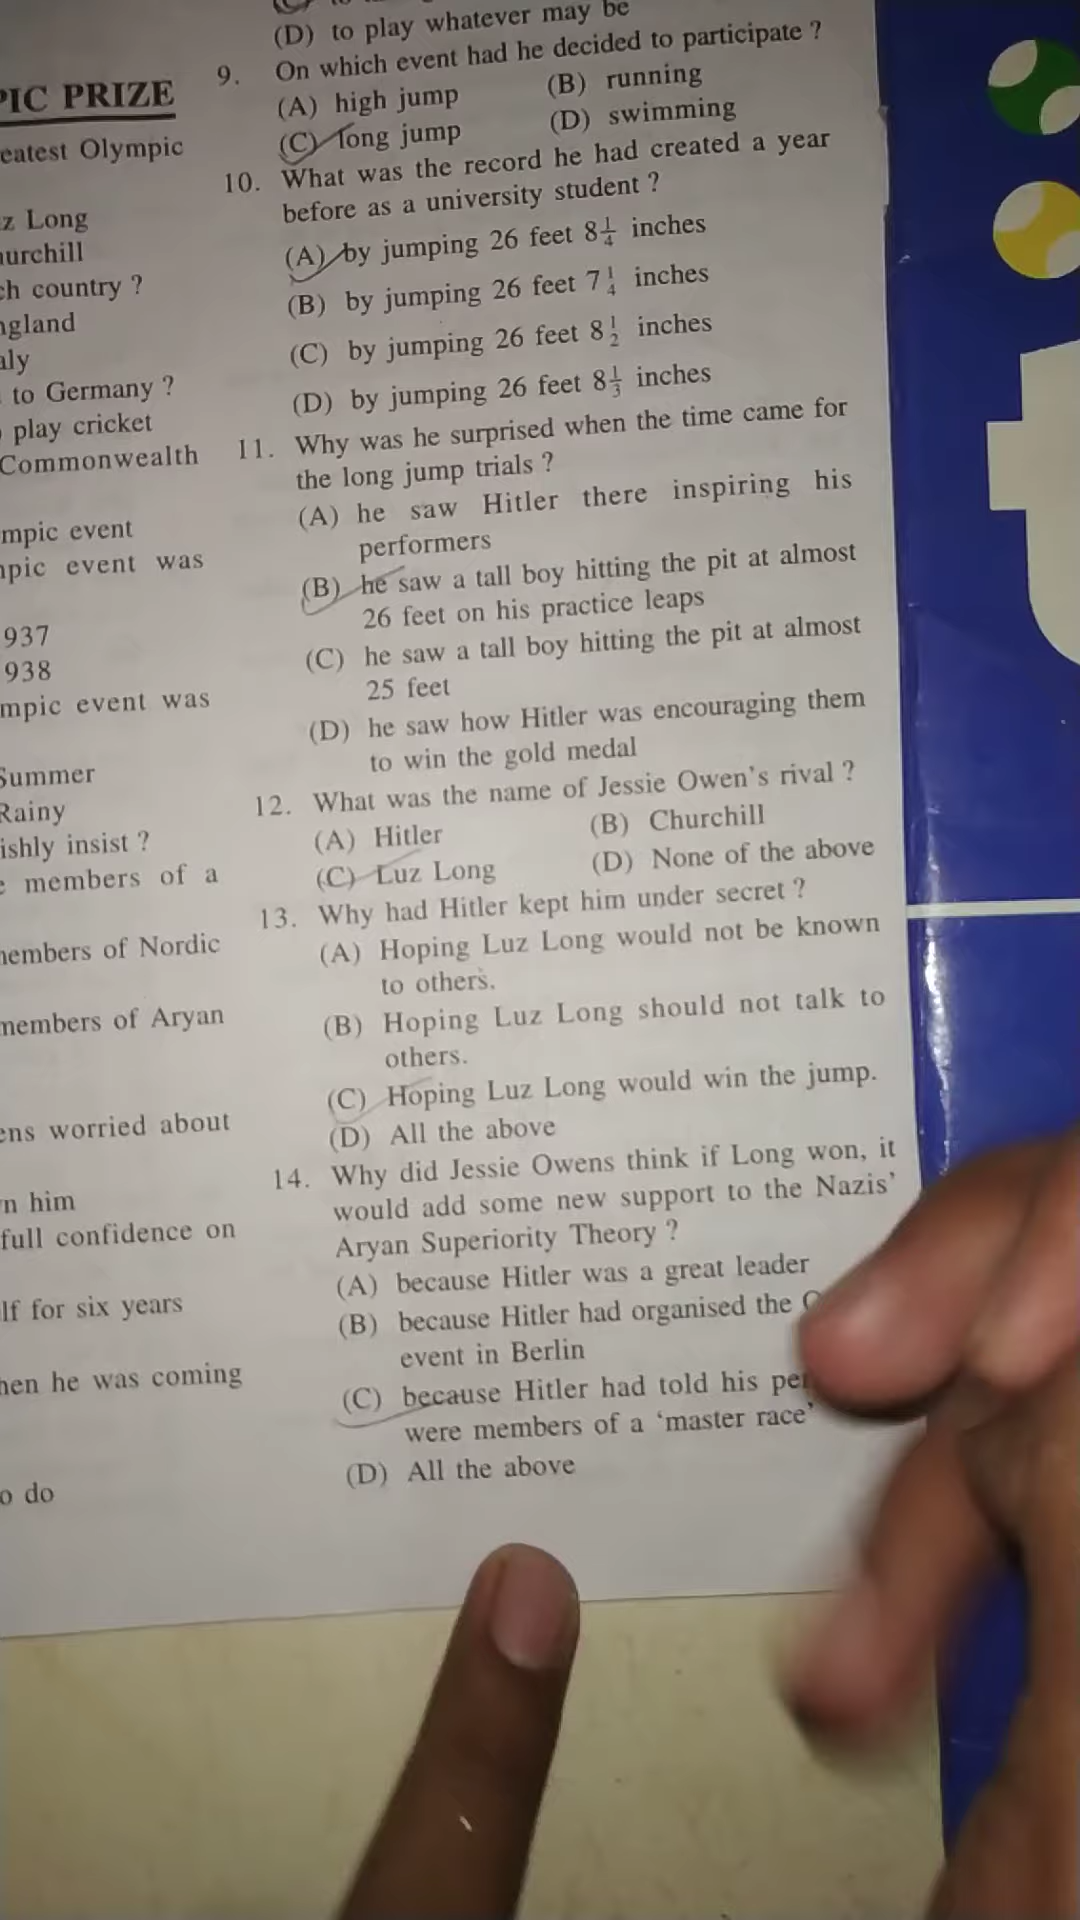 PIC PRIZE
eatest Olympic
z Long
urchill
ch country ?
ngland
aly
to Germany ?
play cricket
Commonwealth
mpic event
pic event was
937
938
mpic event was
Summer
Rainy
ishly insist ?
members of a
embers of Nordic
members of Aryan
ens worried about
n him
full confidence on
lf for six years
hen he was coming
o do
(D) to play whatever may be
9. On which event had he decided to participate ?
(A) high jump (B) running
(C) long jump (D) swimming
10. What was the record he had created a year
before as a university student ?
(A) by jumping 26 feet 8 1/4 inches
(B) by jumping 26 feet 7 1/4 inches
(C) by jumping 26 feet 8 1/2 inches
(D) by jumping 26 feet 8 1/3 inches
11. Why was he surprised when the time came for
the long jump trials ?
(A) he saw Hitler there inspiring his
performers
(B) he saw a tall boy hitting the pit at almost
26 feet on his practice leaps
(C) he saw a tall boy hitting the pit at almost
25 feet
(D) he saw how Hitler was encouraging them
to win the gold medal
12. What was the name of Jessie Owen's rival ?
(A) Hitler (B) Churchill
(C) Luz Long (D) None of the above
13. Why had Hitler kept him under secret ?
(A) Hoping Luz Long would not be known
to others.
(B) Hoping Luz Long should not talk to
others.
(C) Hoping Luz Long would win the jump.
(D) All the above
14. Why did Jessie Owens think if Long won, it
would add some new support to the Nazis'
Aryan Superiority Theory ?
(A) because Hitler was a great leader
(B) because Hitler had organised the
event in Berlin
(C) because Hitler had told his
were members of a 'master race'
(D) All the above